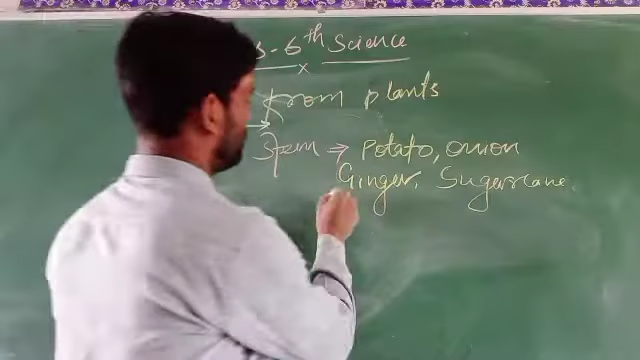 s-6th Science
x
from plants
Stem → Potato, onion
Ginger, Sugarcane.